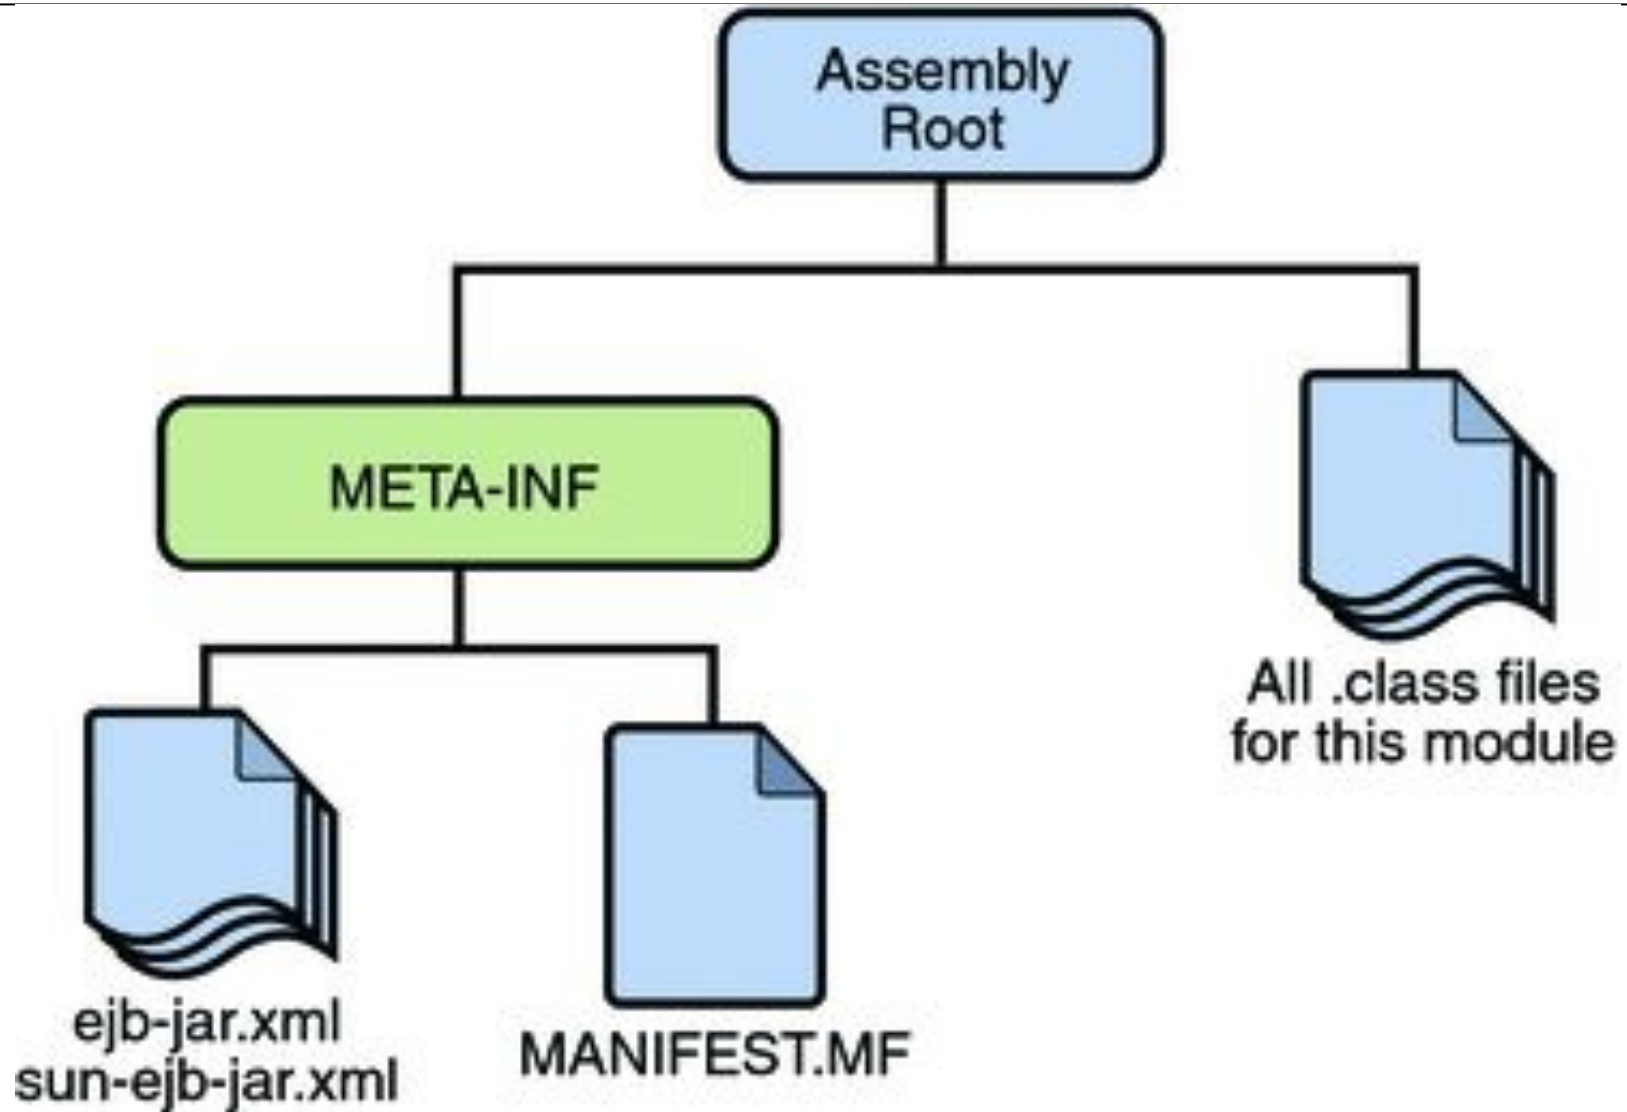 Assembly
Root
META-INF
All .class files
for this module
ejb-jar.xml
sun-ejb-jar.xml
MANIFEST.MF